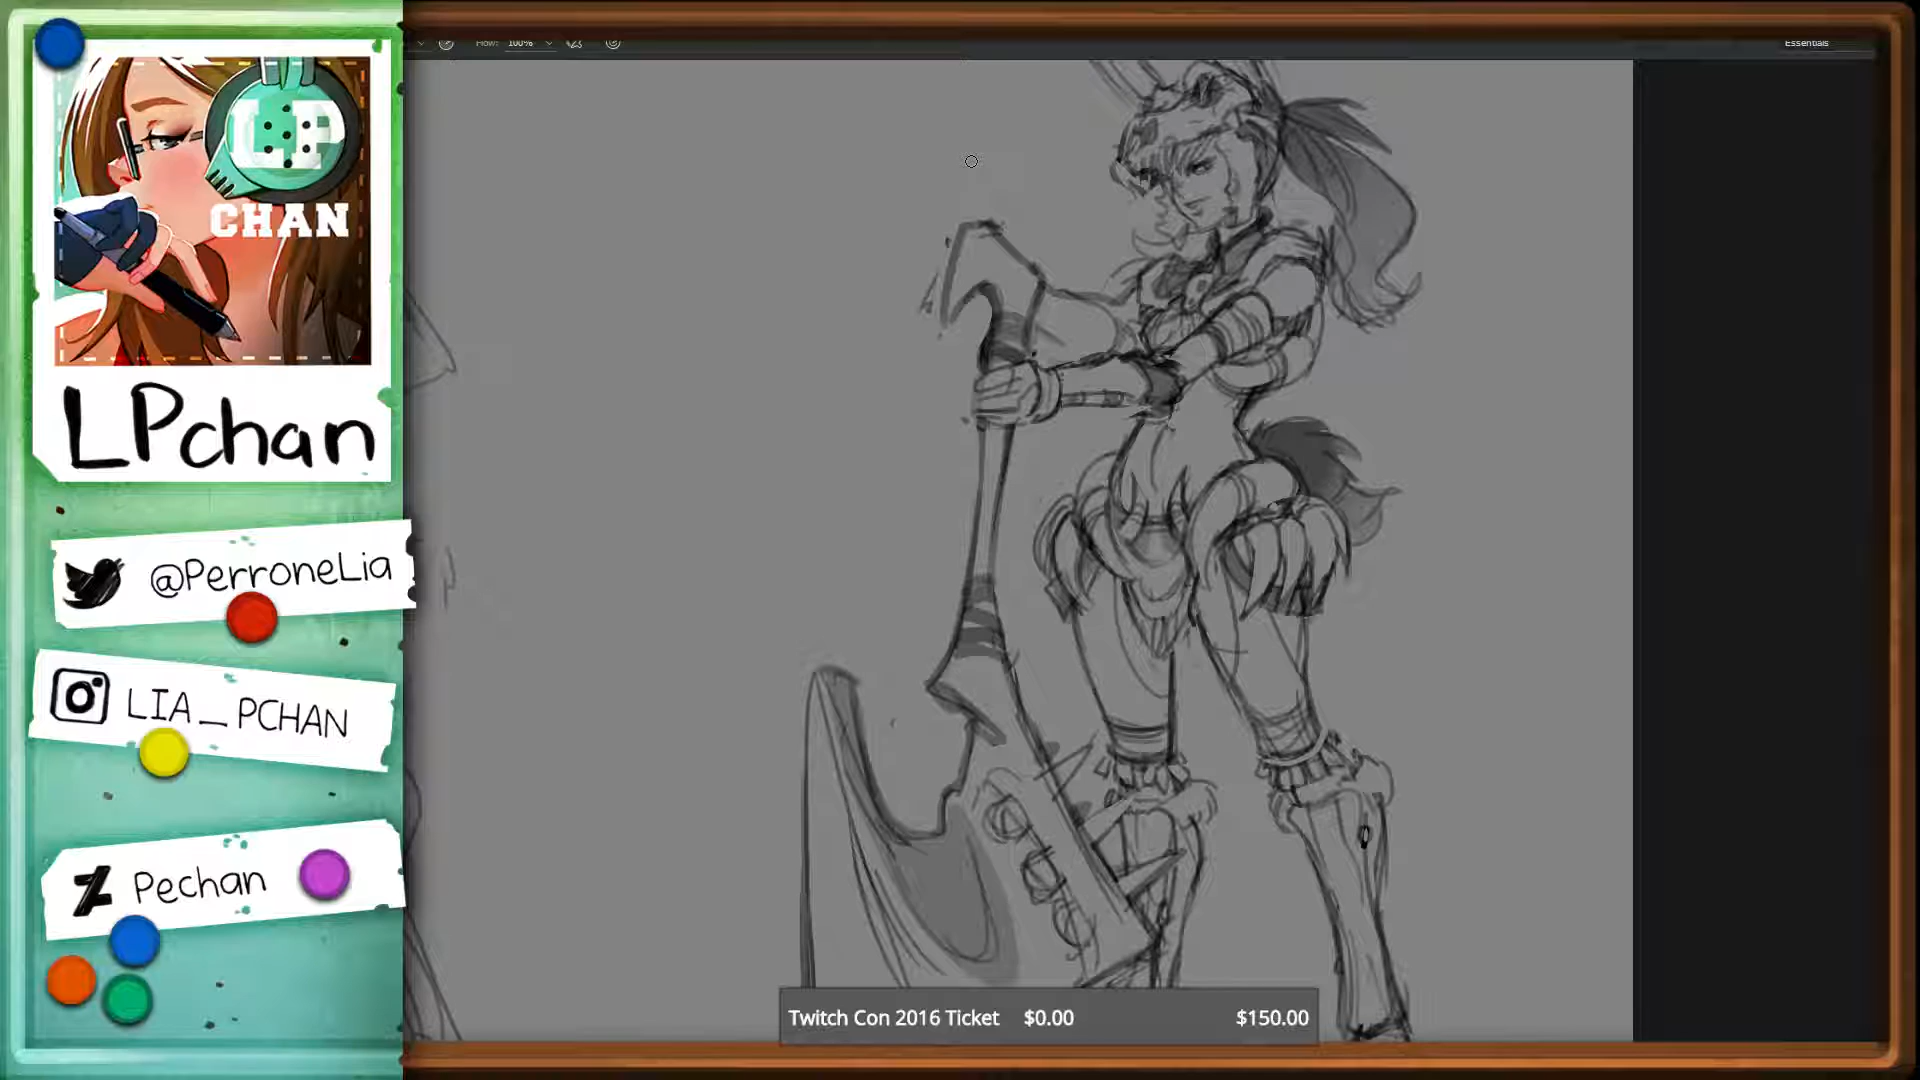 Flow: 100%
Essentials
LP
CHAN
LPchan
@PerroneLia
LIA_PCHAN
Pechan
Twitch Con 2016 Ticket $0.00 $150.00